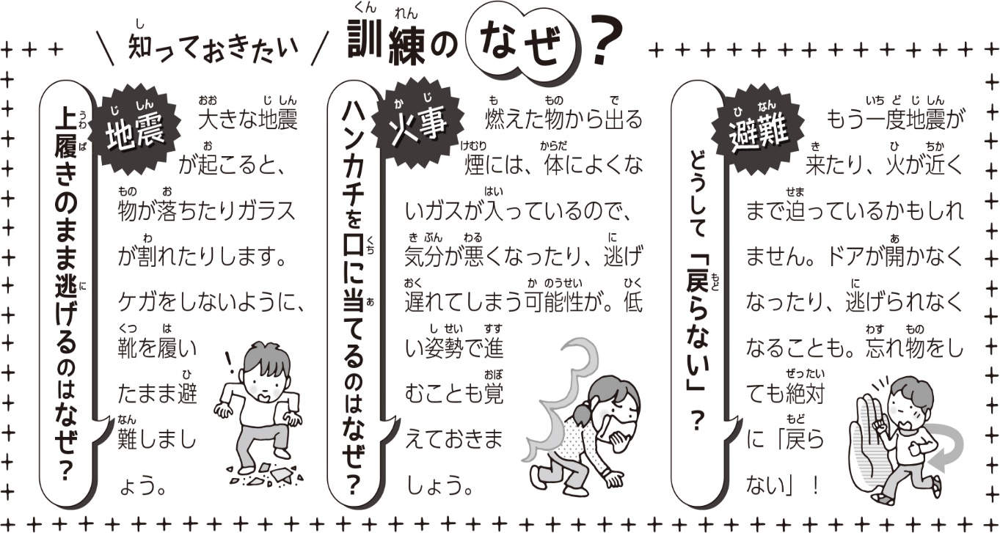 知っておきたい
訓練のなぜ?
上履きのまま逃げるのはなぜ?
地震
大きな地震
が起こると、
物が落ちたりガラス
が割れたりします。
ケガをしないように、
靴を履い
たまま避
難しまし
ょう。
ハンカチを口に当てるのはなぜ?
火事
燃えた物から出る
煙には、体によくな
いガスが入っているので、
気分が悪くなったり、逃げ
遅れてしまう可能性が。低
い姿勢で進
むことも覚
えておきま
しょう。
どうして「戻らない」?
避難
もう一度地震が
来たり、火が近く
まで迫っているかもしれ
ません。ドアが開かなく
なったり、逃げられなく
なることも。忘れ物をし
ても絶対
に「戻ら
ない」!